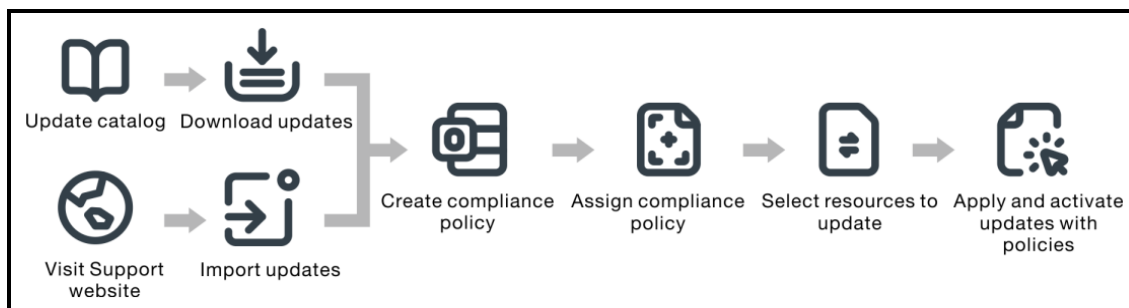 Update catalog
Download updates
Visit Support
website
Import updates
Create compliance
policy
Assign compliance
policy
Select resources to
update
Apply and activate
updates with
policies